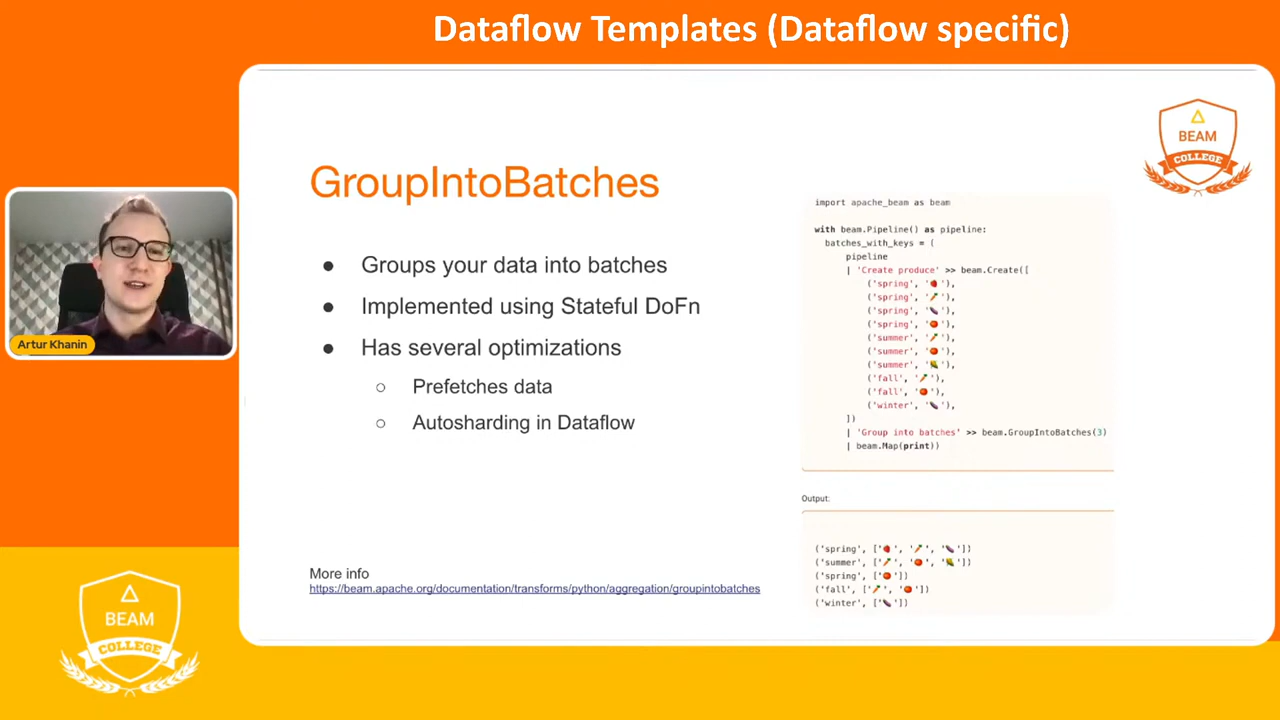 Dataflow Templates (Dataflow specific)
BEAM
COLLEGE
GroupIntoBatches
● Groups your data into batches
● Implemented using Stateful DoFn
● Has several optimizations
○ Prefetches data
○ Autosharding in Dataflow
More info
https://beam.apache.org/documentation/transforms/python/aggregation/groupintobatches
import apache_beam as beam
with beam.Pipeline() as pipeline:
batches_with_keys = (
pipeline
| 'Create produce' >> beam.Create([
('spring', '🍓'),
('spring', '🥕'),
('spring', '🍆'),
('spring', '🍅'),
('summer', '🥕'),
('summer', '🍅'),
('summer', '🌽'),
('fall', '🥕'),
('fall', '🍅'),
('winter', '🍆'),
])
| 'Group into batches' >> beam.GroupIntoBatches(3)
| beam.Map(print))
Output:
('spring', ['🍓', '🥕', '🍆'])
('summer', ['🥕', '🍅', '🌽'])
('spring', ['🍅'])
('fall', ['🥕', '🍅'])
('winter', ['🍆'])
Artur Khanin
BEAM
COLLEGE